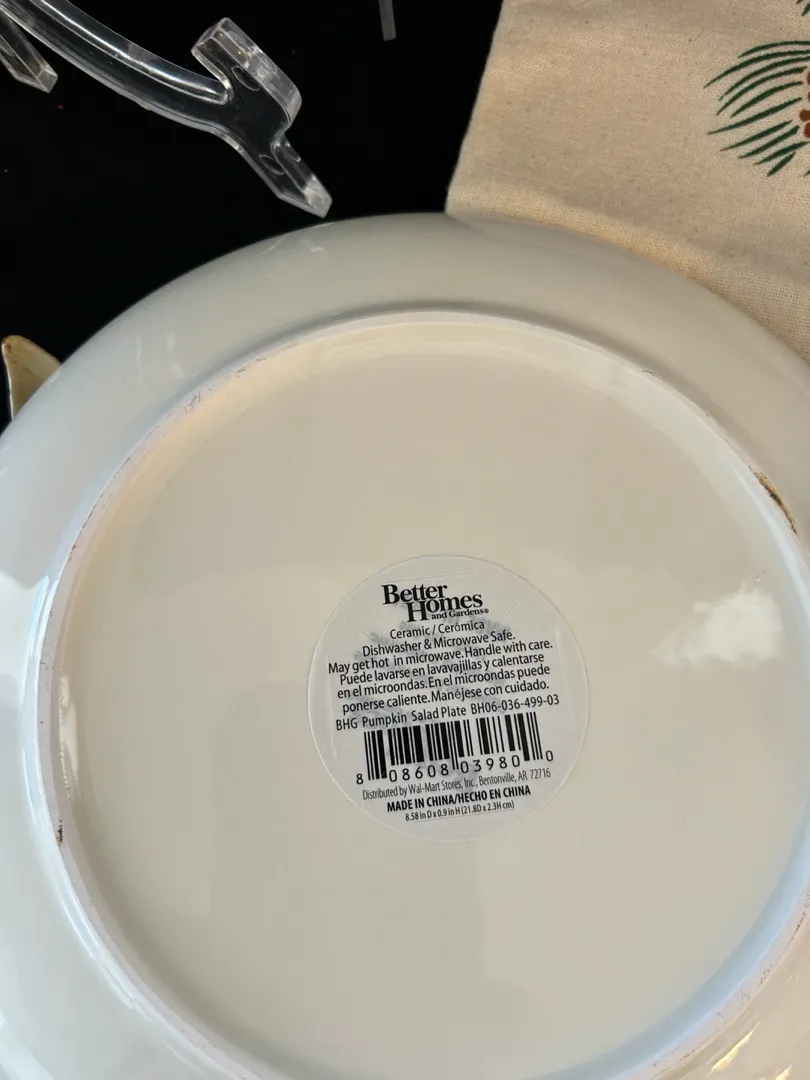 Better
Homes
and Gardens®
Ceramic / Cerámica
Dishwasher & Microwave Safe.
May get hot in microwave. Handle with care.
Puede lavarse en lavavajillas y calentarse
en el microondas. En el microondas puede
ponerse caliente. Manéjese con cuidado.
BHG Pumpkin Salad Plate BH06-036-499-03
8 08608 03980 0
Distributed by Wal-Mart Stores, Inc., Bentonville, AR 72716
MADE IN CHINA/HECHO EN CHINA
8.58 in D x 0.9 in H (21.8D x 2.3H cm)